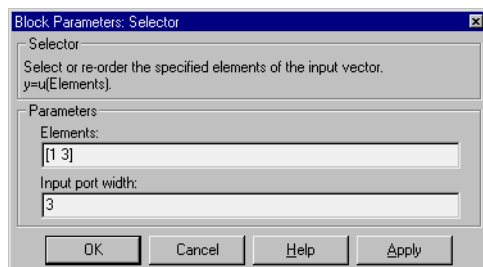 Block Parameters: Selector
Selector
Select or re-order the specified elements of the input vector.
y=u(Elements).
Parameters
Elements:
[1 3]
Input port width:
3
OK Cancel Help Apply